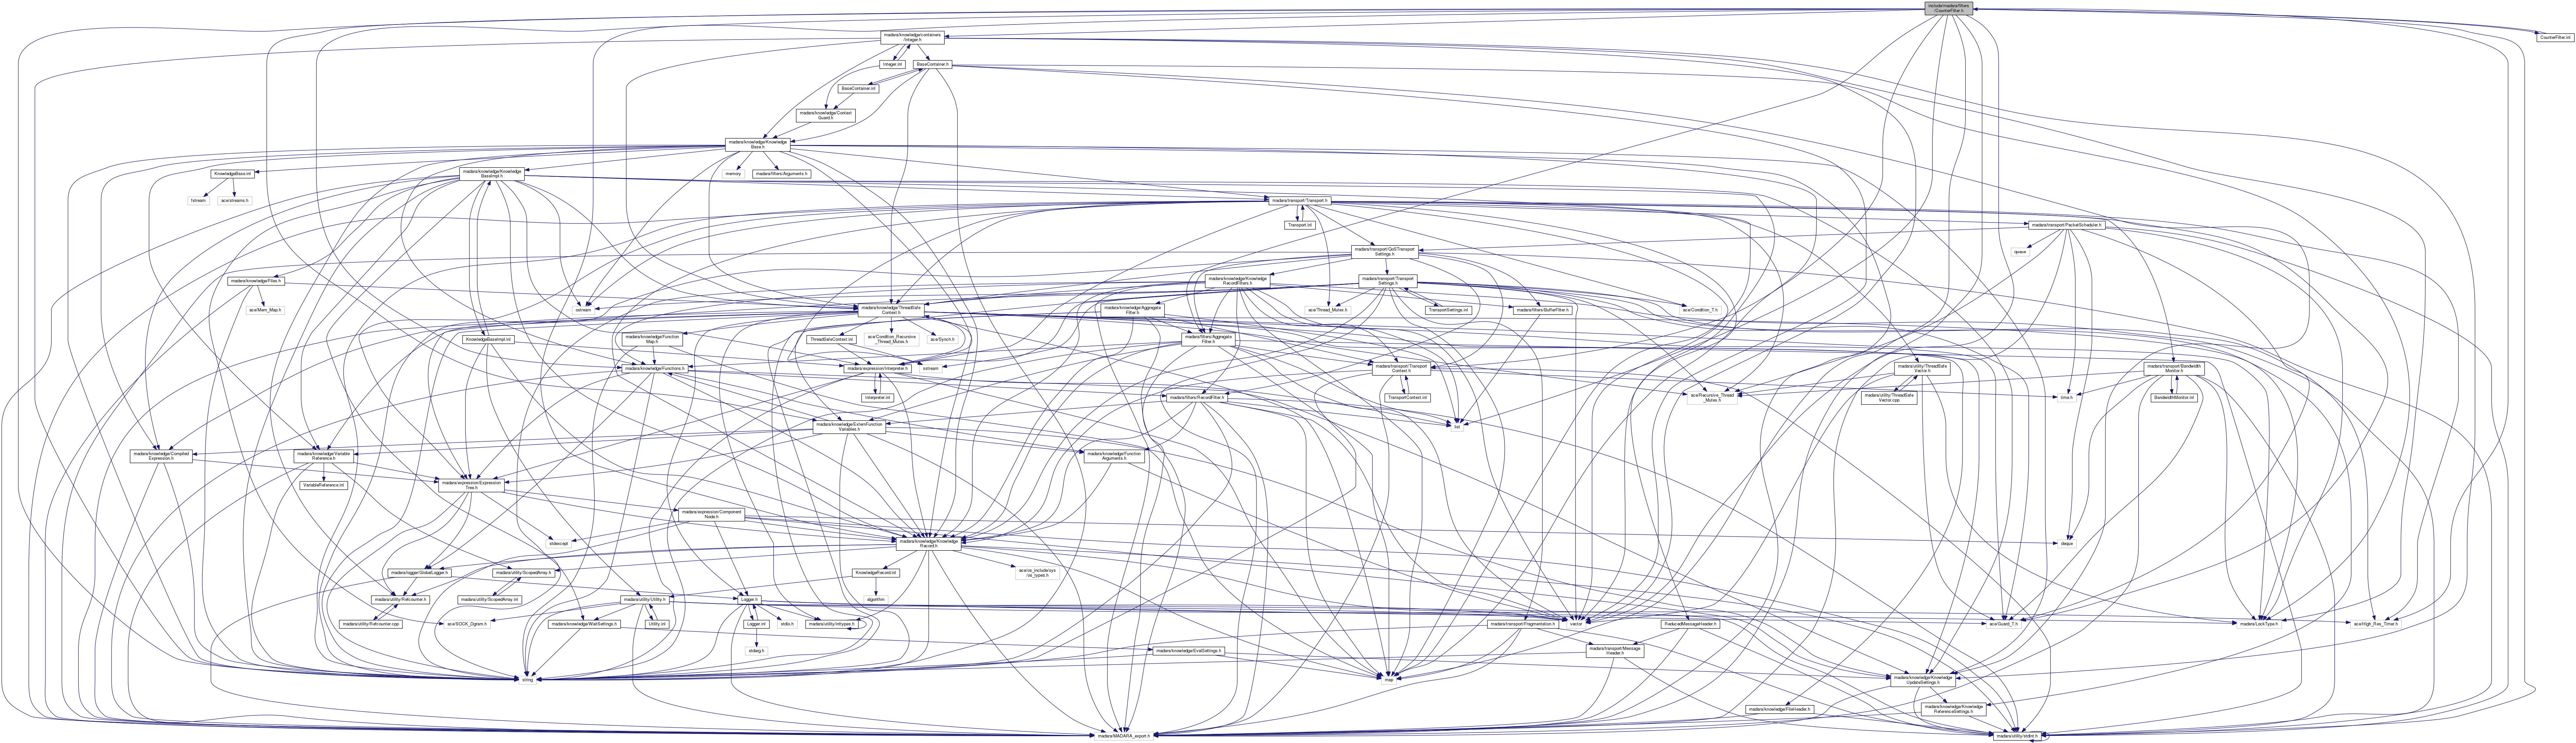 include/madara/filters
/CounterFilter.h
CounterFilter.inl
madara/knowledge/containers
/Integer.h
Integer.inl
BaseContainer.h
BaseContainer.inl
madara/knowledge/Context
Guard.h
madara/knowledge/Knowledge
Base.h
KnowledgeBase.inl
madara/knowledge/Knowledge
BaseImpl.h
memory
madara/filters/Arguments.h
fstream
ace/streams.h
madara/transport/Transport.h
Transport.inl
madara/transport/PacketScheduler.h
madara/transport/QoSTransport
Settings.h
queue
madara/knowledge/Files.h
madara/knowledge/Knowledge
RecordFilters.h
madara/transport/Transport
Settings.h
ace/Mem_Map.h
ostream
madara/knowledge/ThreadSafe
Context.h
madara/knowledge/Aggregate
Filter.h
ace/Thread_Mutex.h
TransportSettings.inl
madara/filters/BufferFilter.h
ace/Condition_T.h
KnowledgeBaseImpl.inl
madara/knowledge/Function
Map.h
ThreadSafeContext.inl
ace/Condition_Recursive
_Thread_Mutex.h
ace/Synch.h
madara/filters/Aggregate
Filter.h
madara/knowledge/Functions.h
madara/expression/Interpreter.h
sstream
madara/transport/Transport
Context.h
madara/utility/ThreadSafe
Vector.h
madara/transport/Bandwidth
Monitor.h
Interpreter.inl
madara/filters/RecordFilter.h
TransportContext.inl
ace/Recursive_Thread
_Mutex.h
madara/utility/ThreadSafe
Vector.cpp
time.h
BandwidthMonitor.inl
madara/knowledge/ExternFunction
Variables.h
list
madara/knowledge/Compiled
Expression.h
madara/knowledge/Variable
Reference.h
madara/knowledge/Function
Arguments.h
VariableReference.inl
madara/expression/Expression
Tree.h
madara/expression/Component
Node.h
stdexcept
madara/knowledge/Knowledge
Record.h
deque
madara/logger/GlobalLogger.h
madara/utility/ScopedArray.h
KnowledgeRecord.inl
ace/os_include/sys
/os_types.h
madara/utility/Refcounter.h
madara/utility/ScopedArray.inl
madara/utility/Utility.h
Logger.h
algorithm
madara/utility/Refcounter.cpp
ace/SOCK_Dgram.h
madara/knowledge/WaitSettings.h
Utility.inl
Logger.inl
stdio.h
madara/utility/inttypes.h
madara/transport/Fragmentation.h
vector
ReducedMessageHeader.h
ace/Guard_T.h
madara/LockType.h
ace/High_Res_Timer.h
stdarg.h
madara/knowledge/EvalSettings.h
madara/transport/Message
Header.h
string
map
madara/knowledge/Knowledge
UpdateSettings.h
madara/knowledge/FileHeader.h
madara/knowledge/Knowledge
ReferenceSettings.h
madara/MADARA_export.h
madara/utility/stdint.h